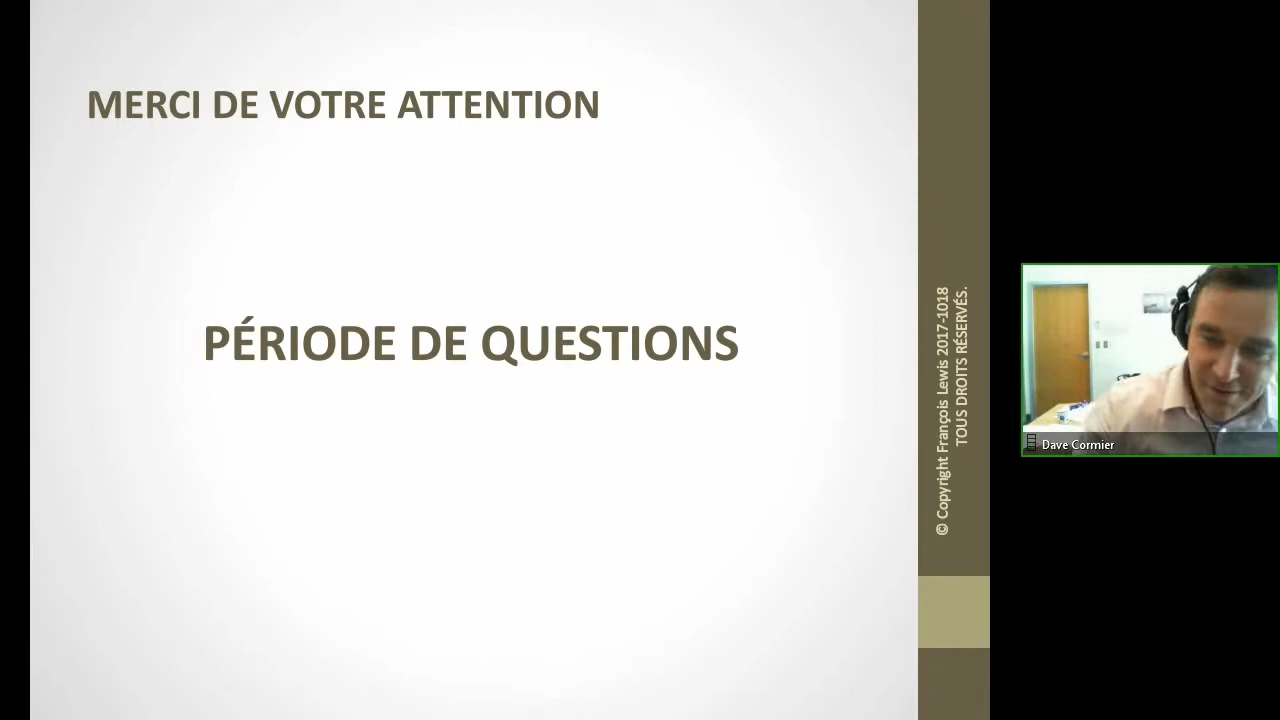 MERCI DE VOTRE ATTENTION
PÉRIODE DE QUESTIONS
© Copyright François Lewis 2017-1018
TOUS DROITS RÉSERVÉS.
Dave Cormier